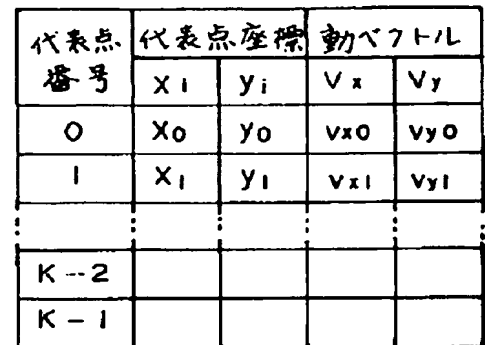 代表点番号 代表点座標 動ベクトル
xi yi Vx Vy
0 x0 y0 vx0 vy0
1 x1 y1 vx1 vy1
K--2
K-1